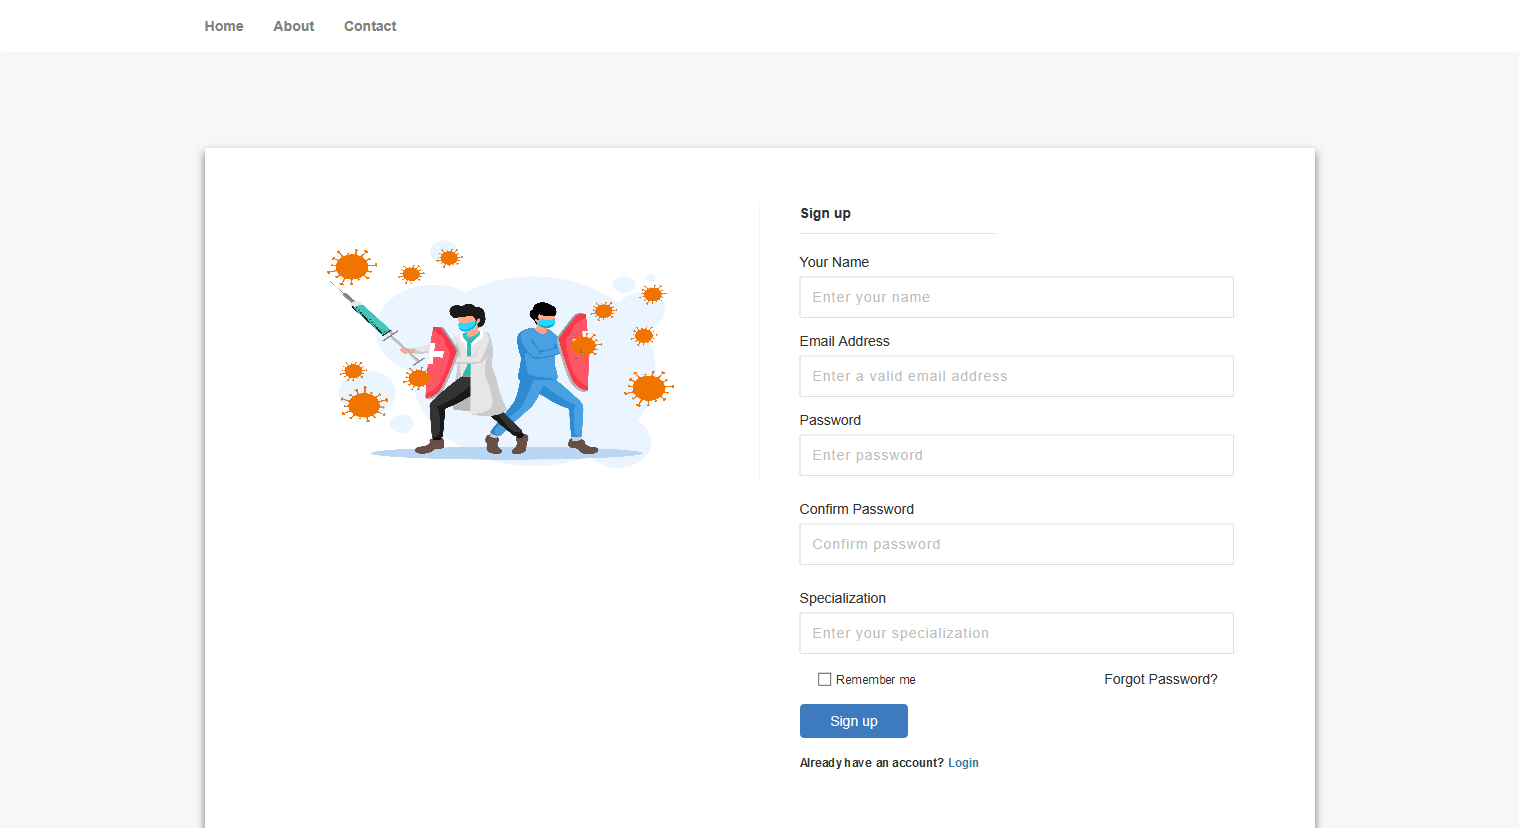 Home About Contact
Sign up
Your Name
Enter your name
Email Address
Enter a valid email address
Password
Enter password
Confirm Password
Confirm password
Specialization
Enter your specialization
Remember me Forgot Password?
Sign up
Already have an account? Login